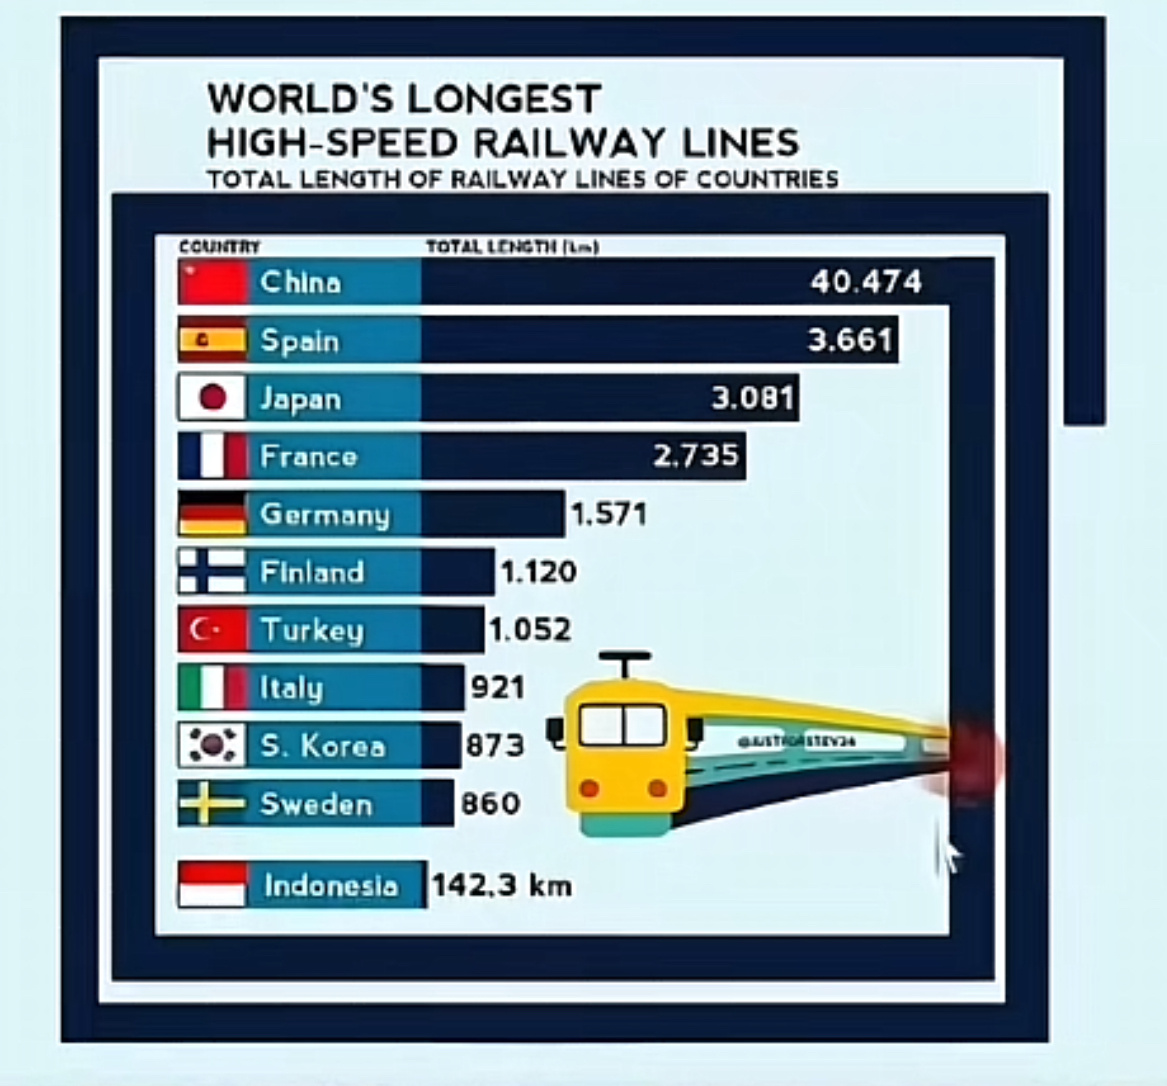 WORLD'S LONGEST
HIGH-SPEED RAILWAY LINES
TOTAL LENGTH OF RAILWAY LINES OF COUNTRIES
COUNTRY TOTAL LENGTH (km)
China 40.474
Spain 3.661
Japan 3.081
France 2.735
Germany 1.571
Finland 1.120
Turkey 1.052
Italy 921
S. Korea 873
Sweden 860
Indonesia 142.3 km